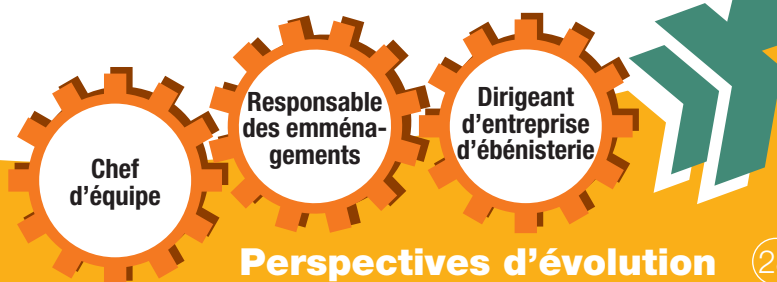 Chef
d'équipe
Responsable
des emména-
gements
Dirigeant
d'entreprise
d'ébénisterie
Perspectives d'évolution
2